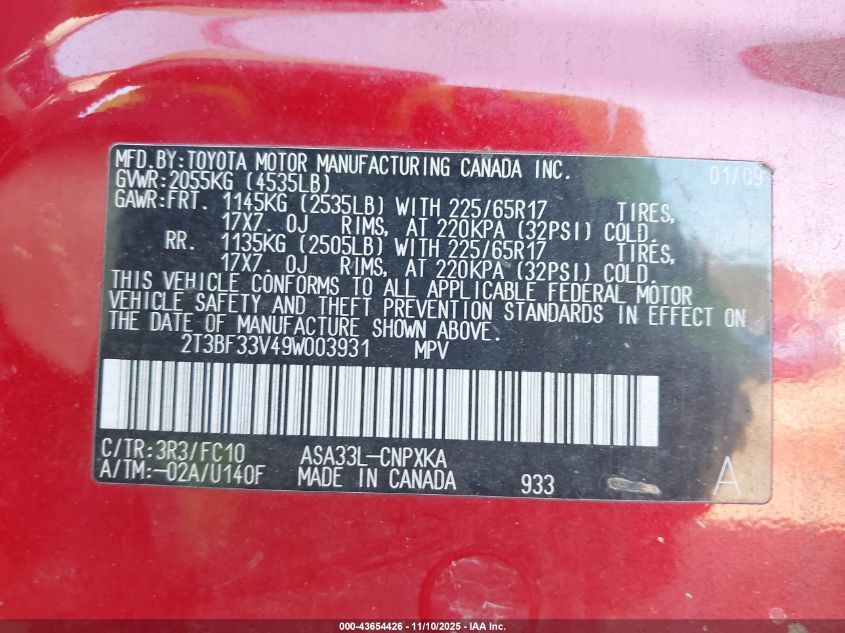 MFD.BY:TOYOTA MOTOR MANUFACTURING CANADA INC. 01/09
GVWR:2055KG (4535LB)
GAWR:FRT. 1145KG (2535LB) WITH 225/65R17 TIRES,
17X7. 0J RIMS, AT 220KPA (32PSI) COLD.
RR. 1135KG (2505LB) WITH 225/65R17 TIRES,
17X7. 0J RIMS, AT 220KPA (32PSI) COLD.
THIS VEHICLE CONFORMS TO ALL APPLICABLE FEDERAL MOTOR
VEHICLE SAFETY AND THEFT PREVENTION STANDARDS IN EFFECT ON
THE DATE OF MANUFACTURE SHOWN ABOVE.
2T3BF33V49W003931 MPV
C/TR:3R3/FC10 ASA33L-CNPXKA
A/TM:-02A/U140F MADE IN CANADA 933 A
000-43654426 - 11/10/2025 - IAA Inc.